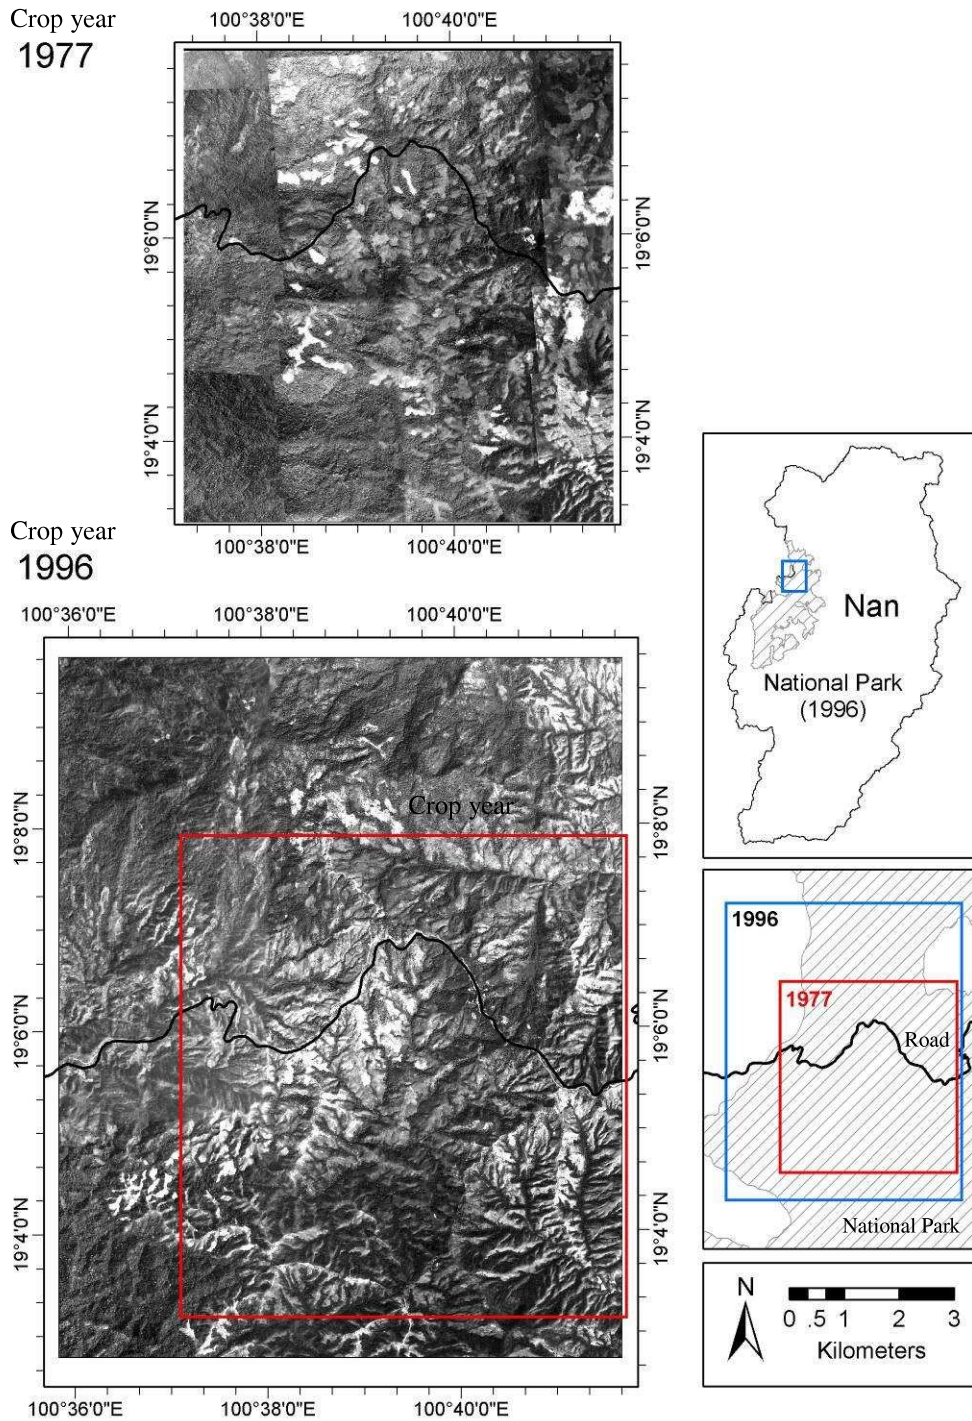 Crop year
1977
100°38'0"E
100°40'0"E
19°6'0"N
19°6'0"N
19°4'0"N
19°4'0"N
100°38'0"E
100°40'0"E
Crop year
1996
100°36'0"E
100°38'0"E
100°40'0"E
19°8'0"N
19°8'0"N
Crop year
19°6'0"N
19°6'0"N
19°4'0"N
19°4'0"N
100°36'0"E
100°38'0"E
100°40'0"E
Nan
National Park
(1996)
1996
1977
Road
National Park
N
0 .5 1 2 3
Kilometers